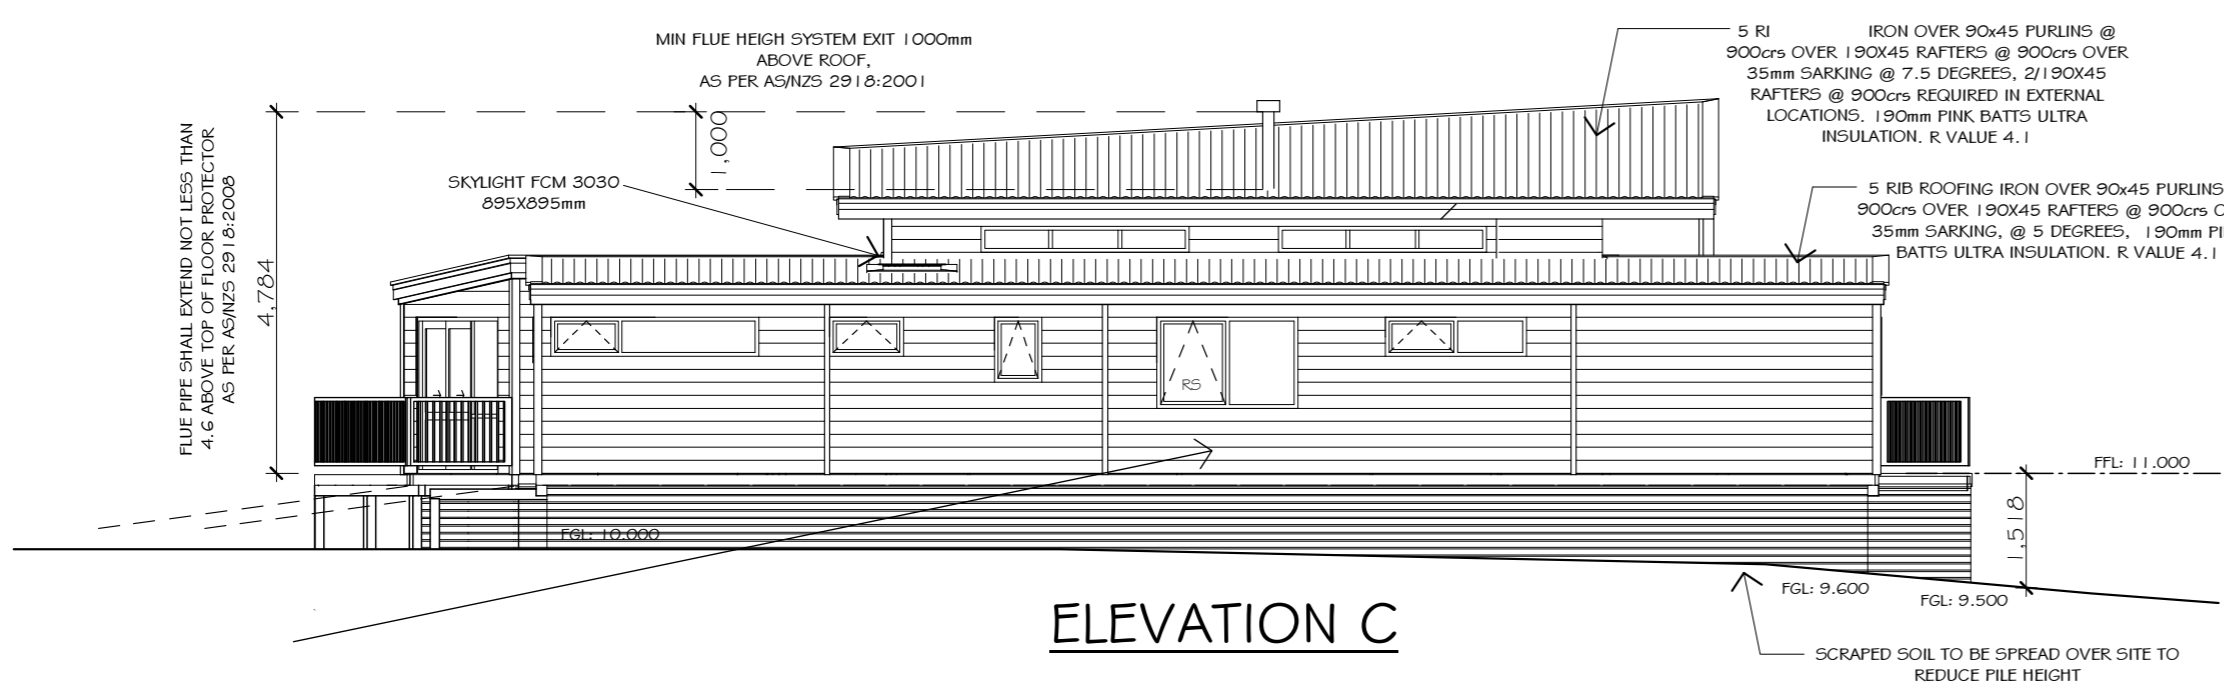 MIN FLUE HEIGH SYSTEM EXIT 1000mm
ABOVE ROOF,
AS PER AS/NZS 2918:2001
5 RI IRON OVER 90x45 PURLINS @
900crs OVER 190X45 RAFTERS @ 900crs OVER
35mm SARKING @ 7.5 DEGREES, 2/190X45
RAFTERS @ 900crs REQUIRED IN EXTERNAL
LOCATIONS. 190mm PINK BATTS ULTRA
INSULATION. R VALUE 4.1
FLUE PIPE SHALL EXTEND NOT LESS THAN
4.6 ABOVE TOP OF FLOOR PROTECTOR
AS PER AS/NZS 2918:2008
4,784
1,000
SKYLIGHT FCM 3030
895X895mm
5 RIB ROOFING IRON OVER 90x45 PURLINS
900crs OVER 190X45 RAFTERS @ 900crs O
35mm SARKING, @ 5 DEGREES, 190mm PI
BATTS ULTRA INSULATION. R VALUE 4.1
RS
FFL: 11.000
1,518
FGL: 10.000
FGL: 9.600
FGL: 9.500
ELEVATION C
SCRAPED SOIL TO BE SPREAD OVER SITE TO
REDUCE PILE HEIGHT